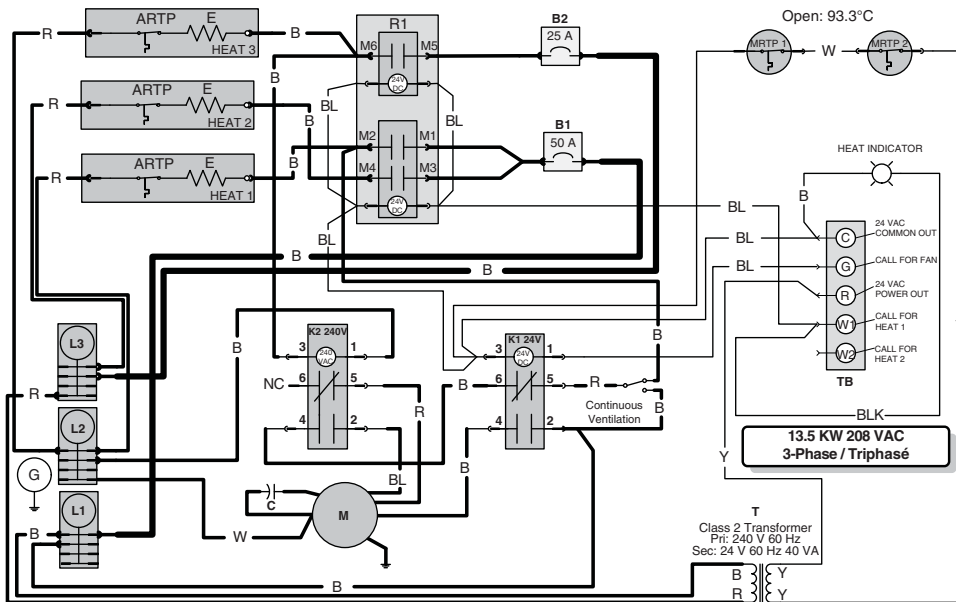 ARTP E
R HEAT 3 B
R1
M6 M5
24V DC
B2
25 A
Open: 93.3°C
MRTP 1 W MRTP 2
B
BL BL
ARTP E
R HEAT 2 B
M2 M1
M4 M3
24V DC
B1
50 A
HEAT INDICATOR
ARTP E
R HEAT 1 B
BL
BL
B
C 24 VAC COMMON OUT
BL
G CALL FOR FAN
BL
R 24 VAC POWER OUT
W1 CALL FOR HEAT 1
W2 CALL FOR HEAT 2
TB
BLK
B
B
L3
R
L2
G
L1
B
B
K2 240V
3 240 VAC 1
NC 6 5
4 2
R
BL
B
K1 24V
3 24V DC 1
B 6 5 R
4 2
B
B
Continuous
Ventilation
B
B
C
M
W
B
13.5 KW 208 VAC
3-Phase / Triphasé
Y
T
Class 2 Transformer
Pri: 240 V 60 Hz
Sec: 24 V 60 Hz 40 VA
B Y
R Y